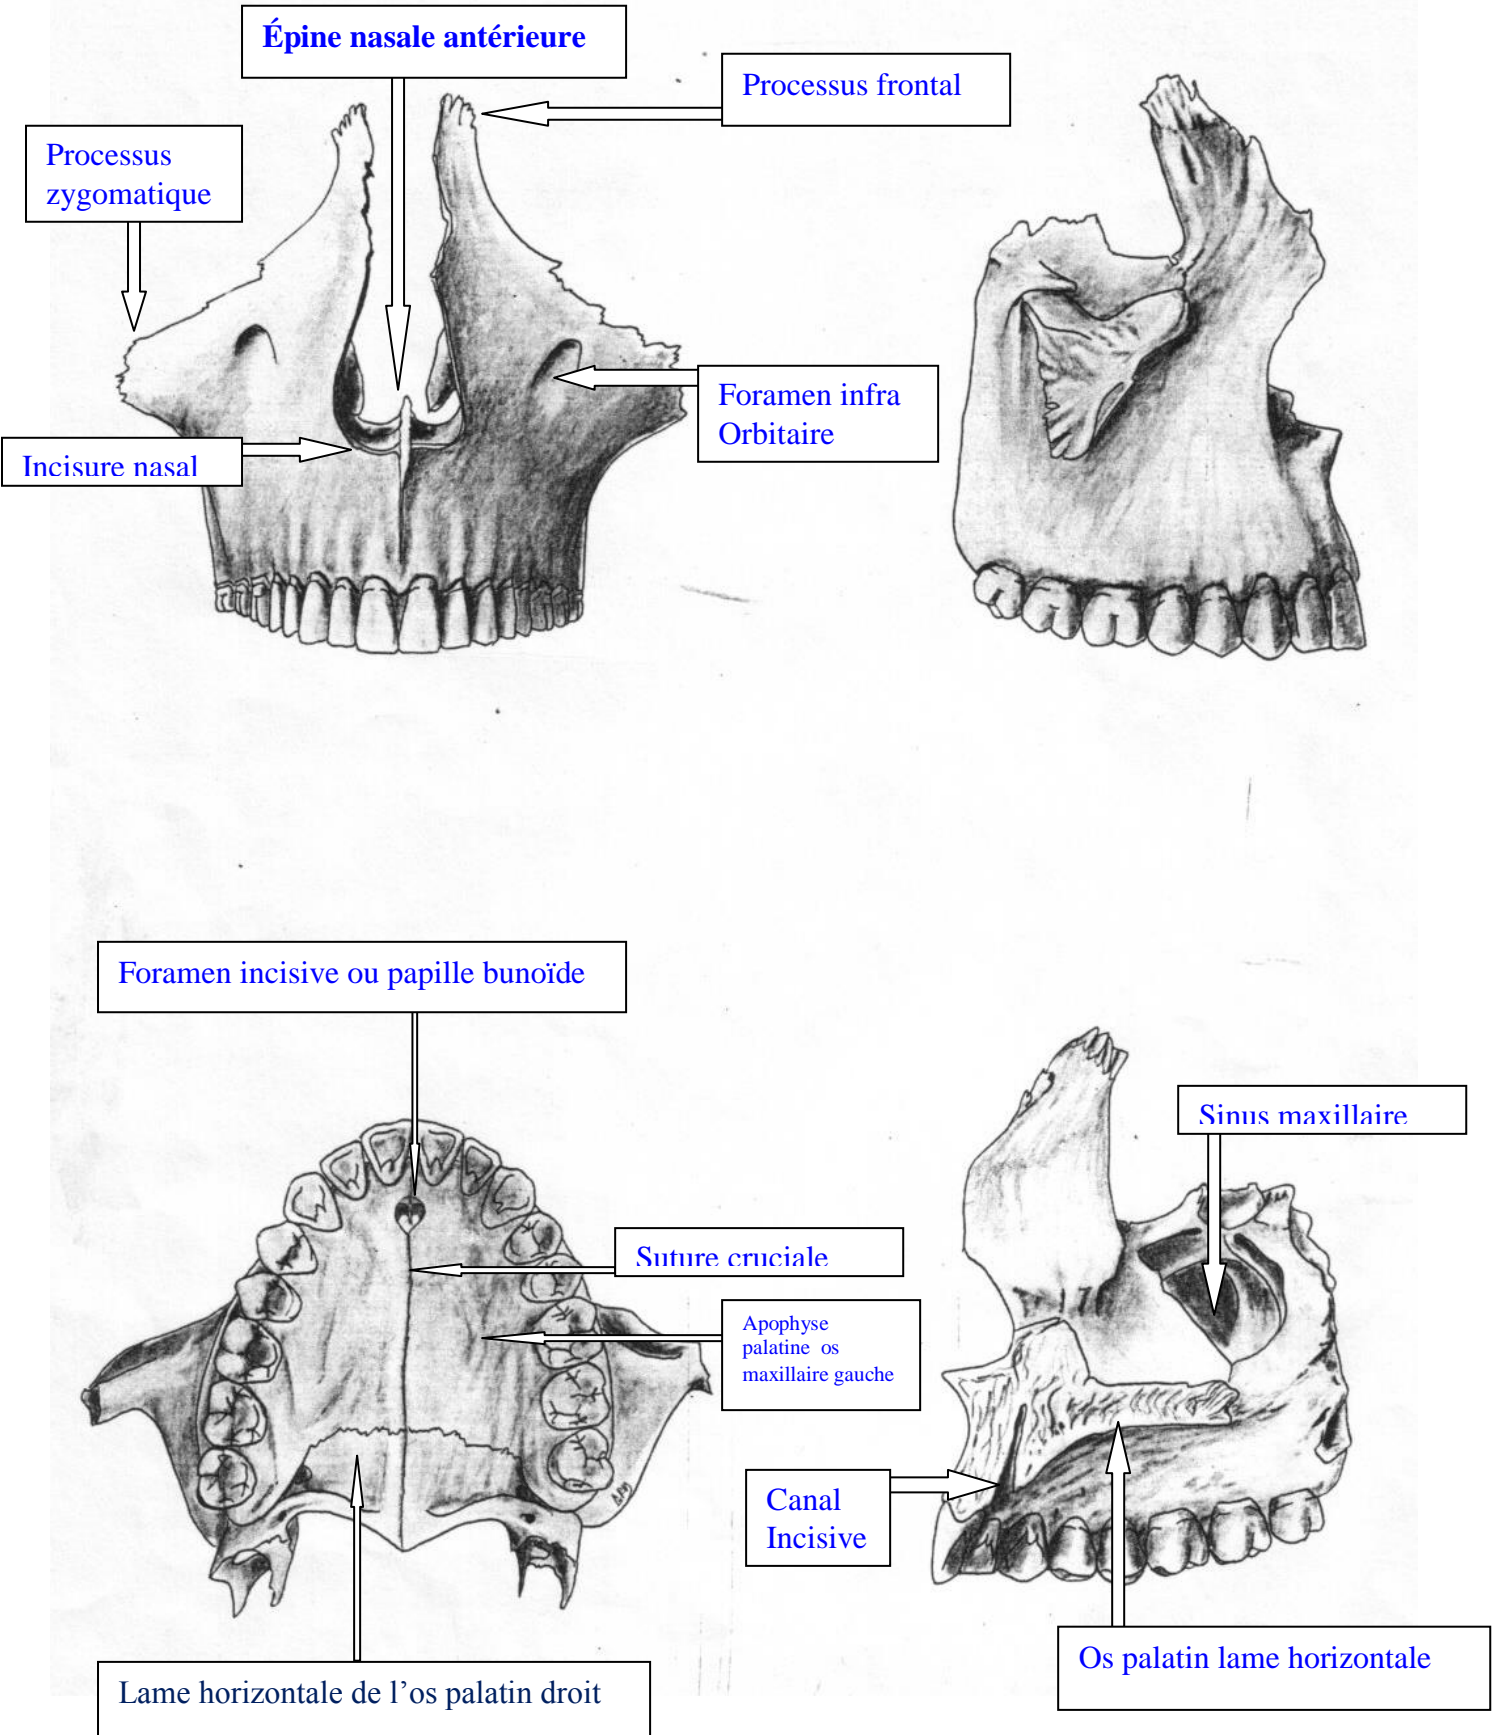 Épine nasale antérieure
Processus frontal
Processus
zygomatique
Foramen infra
Orbitaire
Incisure nasal
Foramen incisive ou papille bunoïde
Sinus maxillaire
Suture cruciale
Apophyse
palatine os
maxillaire gauche
Canal
Incisive
Os palatin lame horizontale
Lame horizontale de l’os palatin droit